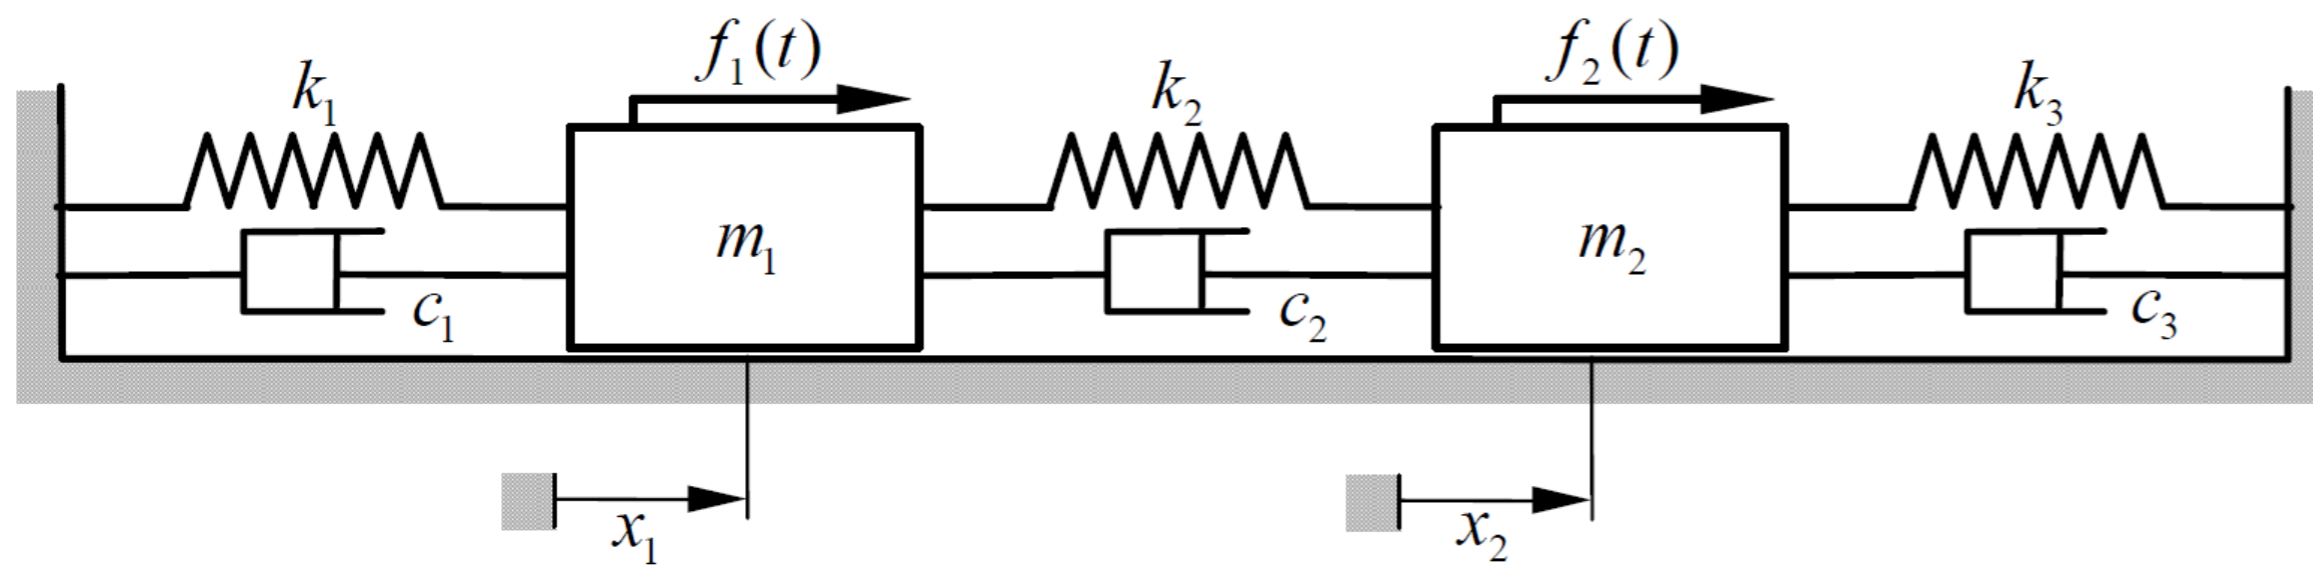 f₁(t) f₂(t)
k₁ k₂ k₃
m₁ m₂
c₁ c₂ c₃
x₁ x₂